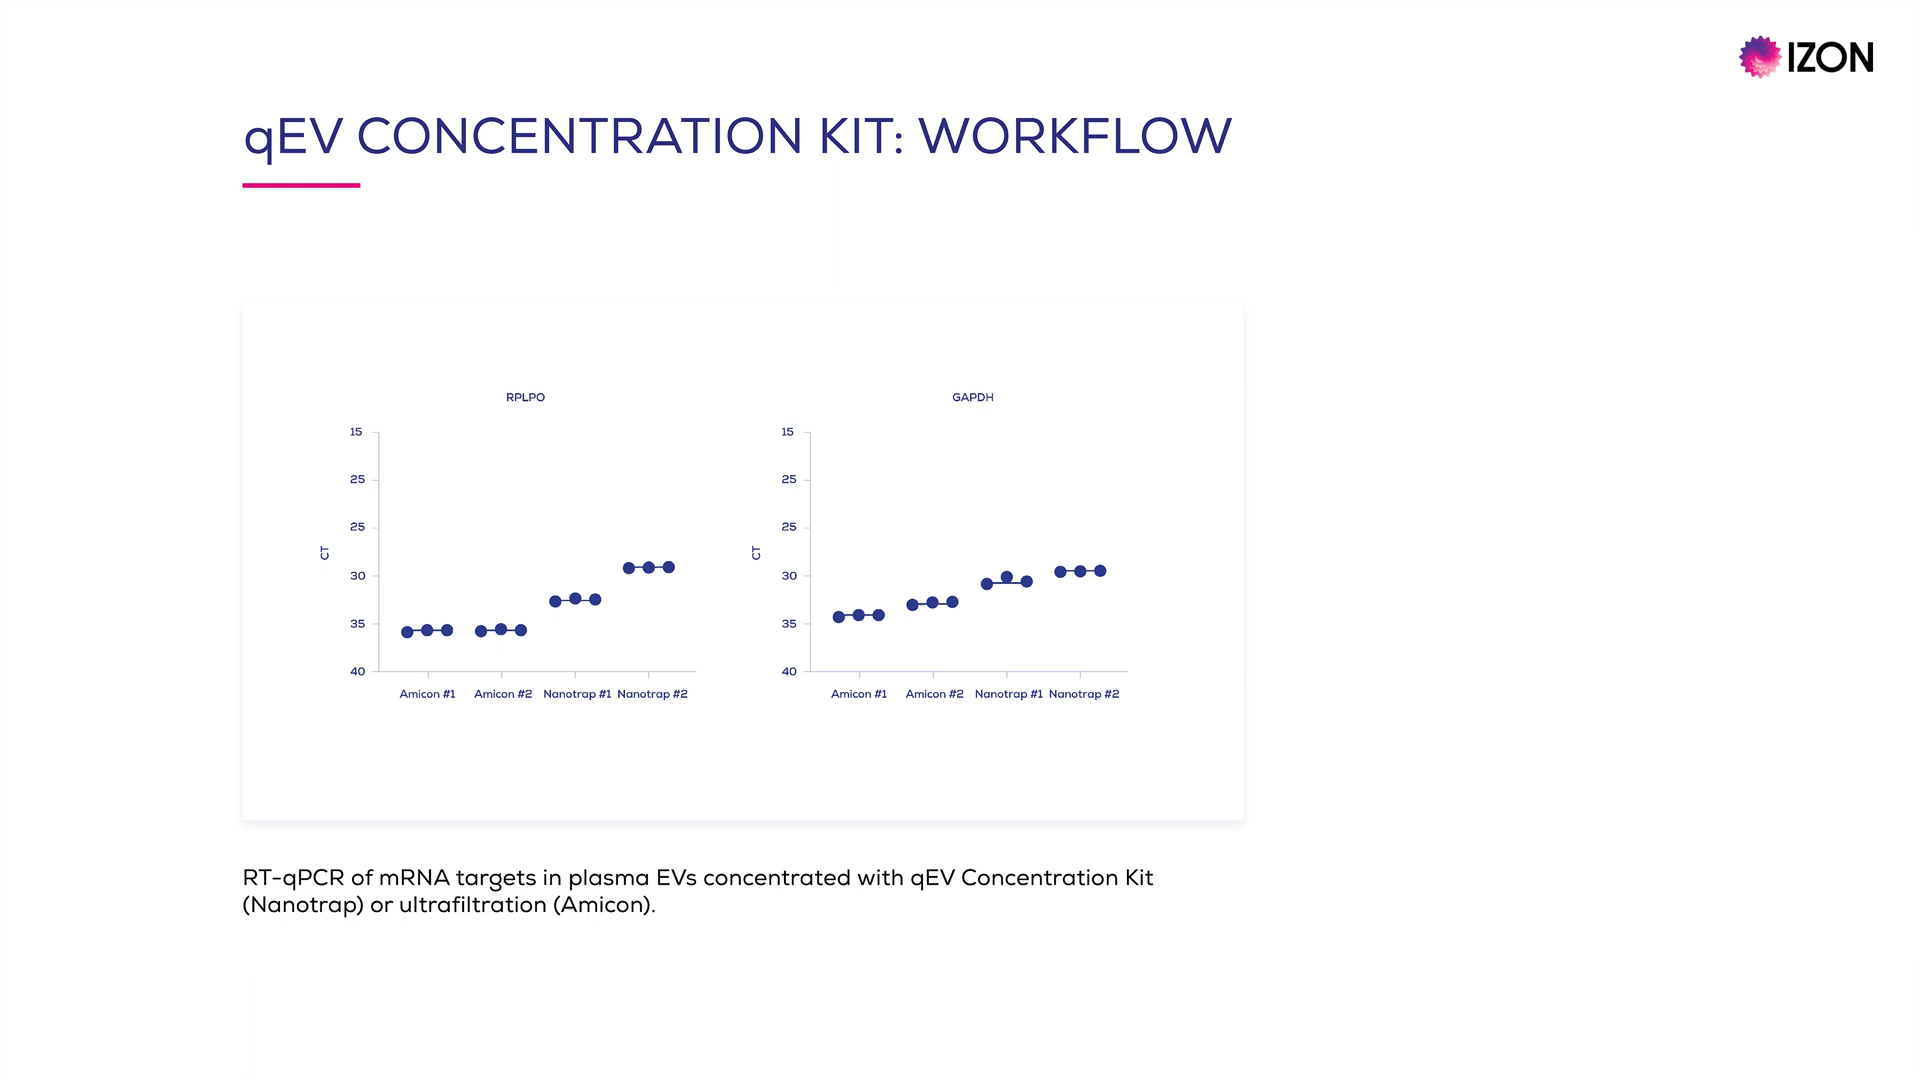 IZON
qEV CONCENTRATION KIT: WORKFLOW
RPLPO
15
25
25
30
35
40
CT
Amicon #1 Amicon #2 Nanotrap #1 Nanotrap #2
GAPDH
15
25
25
30
35
40
CT
Amicon #1 Amicon #2 Nanotrap #1 Nanotrap #2
RT-qPCR of mRNA targets in plasma EVs concentrated with qEV Concentration Kit
(Nanotrap) or ultrafiltration (Amicon).